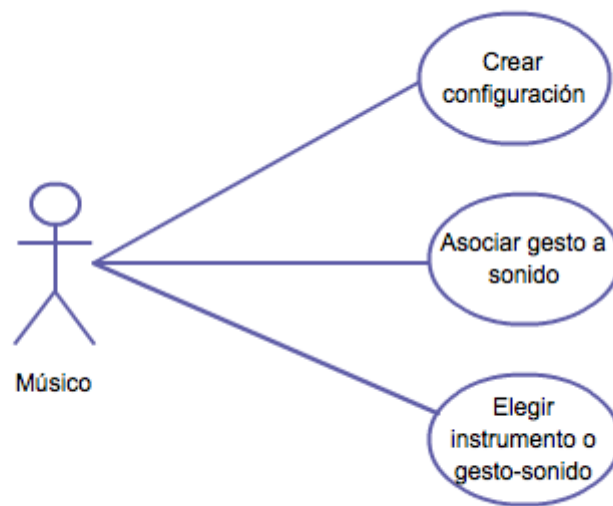 Crear
configuración
Asociar gesto a
sonido
Músico
Elegir
instrumento o
gesto-sonido